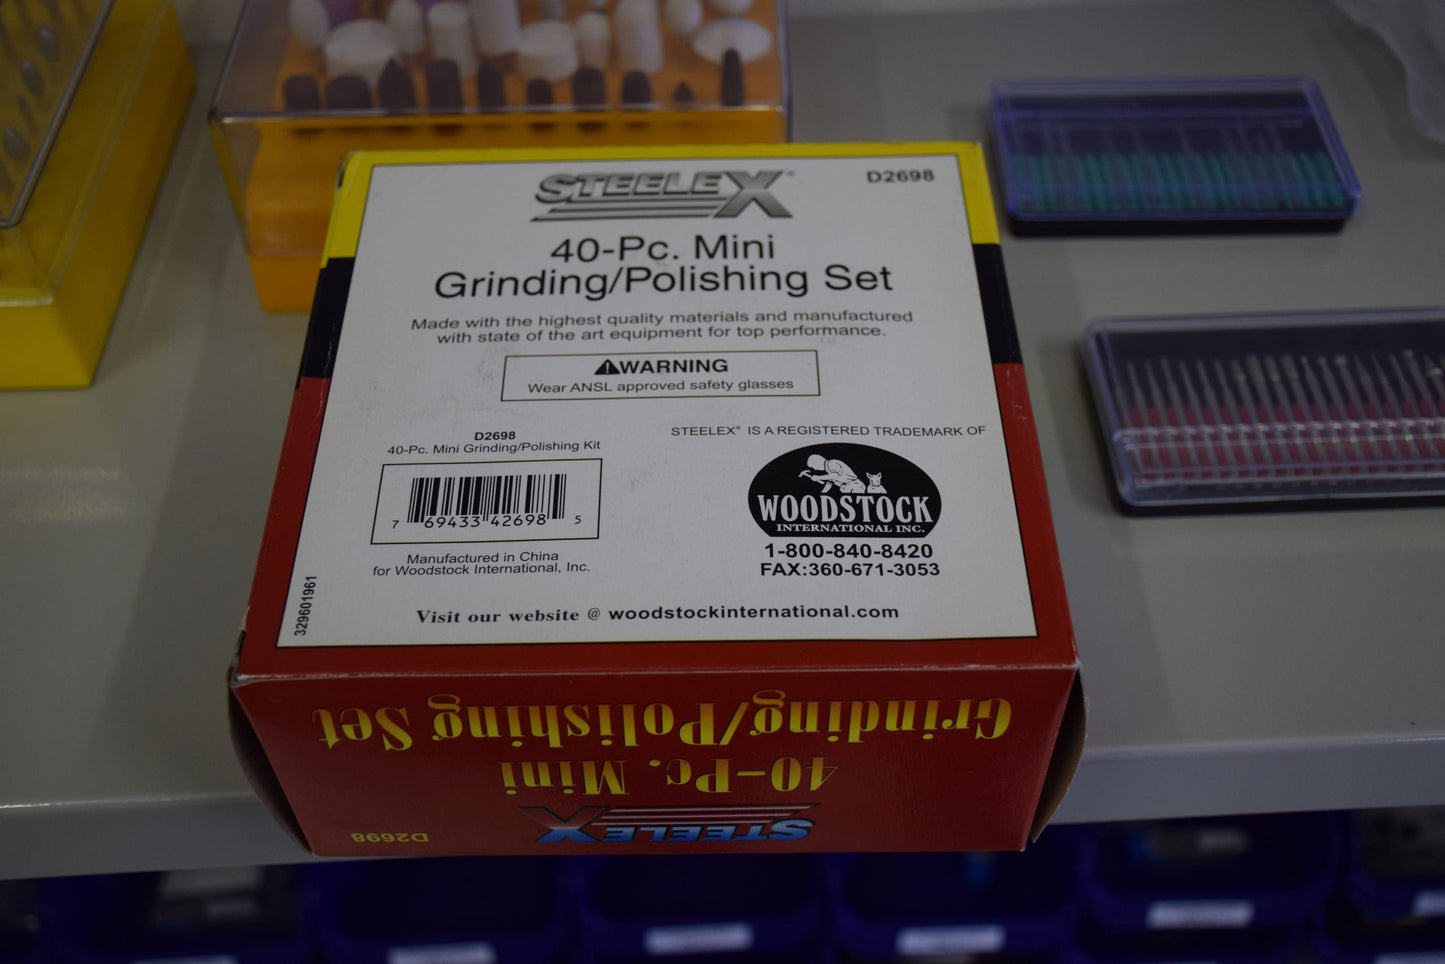 STEELEX®
D2698
40-Pc. Mini
Grinding/Polishing Set
Made with the highest quality materials and manufactured
with state of the art equipment for top performance.
WARNING
Wear ANSL approved safety glasses
D2698
40-Pc. Mini Grinding/Polishing Kit
7 69433 42698 5
Manufactured in China
for Woodstock International, Inc.
STEELEX® IS A REGISTERED TRADEMARK OF
WOODSTOCK
INTERNATIONAL INC.
1-800-840-8420
FAX:360-671-3053
Visit our website @ woodstockinternational.com
329601961
STEELEX
D2698
40-Pc. Mini
Grinding/Polishing Set